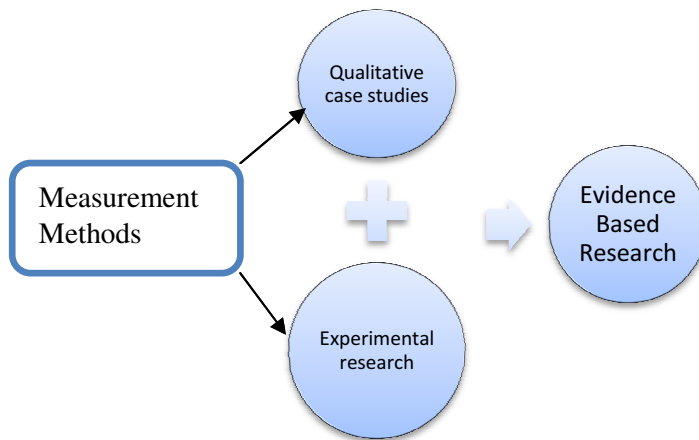 Qualitative
case studies
Measurement
Methods
Evidence
Based
Research
Experimental
research